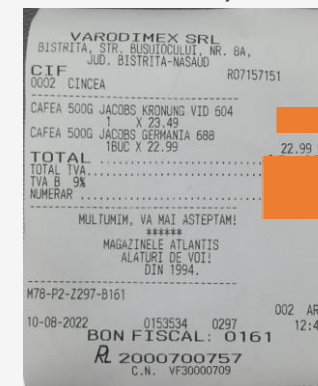 VARODIMEX SRL
BISTRITA, STR. BUSUIOCULUI, NR. 8A,
JUD. BISTRITA-NASAUD
CIF RO7157151
0002 CINCEA
CAFEA 500G JACOBS KRONUNG VID 604
1 X 23.49
CAFEA 500G JACOBS GERMANIA 688
1BUC X 22.99 22.99
TOTAL
TOTAL TVA
TVA B 9%
NUMERAR
MULTUMIM, VA MAI ASTEPTAM!
******
MAGAZINELE ATLANTIS
ALATURI DE VOI!
DIN 1994.
M78-P2-Z297-B161
002 AR
10-08-2022 0153534 0297 12:4
BON FISCAL: 0161
2000700757
C.N. VF30000709